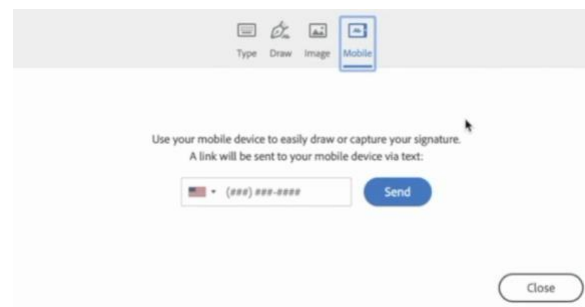 Type Draw Image Mobile
Use your mobile device to easily draw or capture your signature.
A link will be sent to your mobile device via text:
(###) ###-#### Send
Close